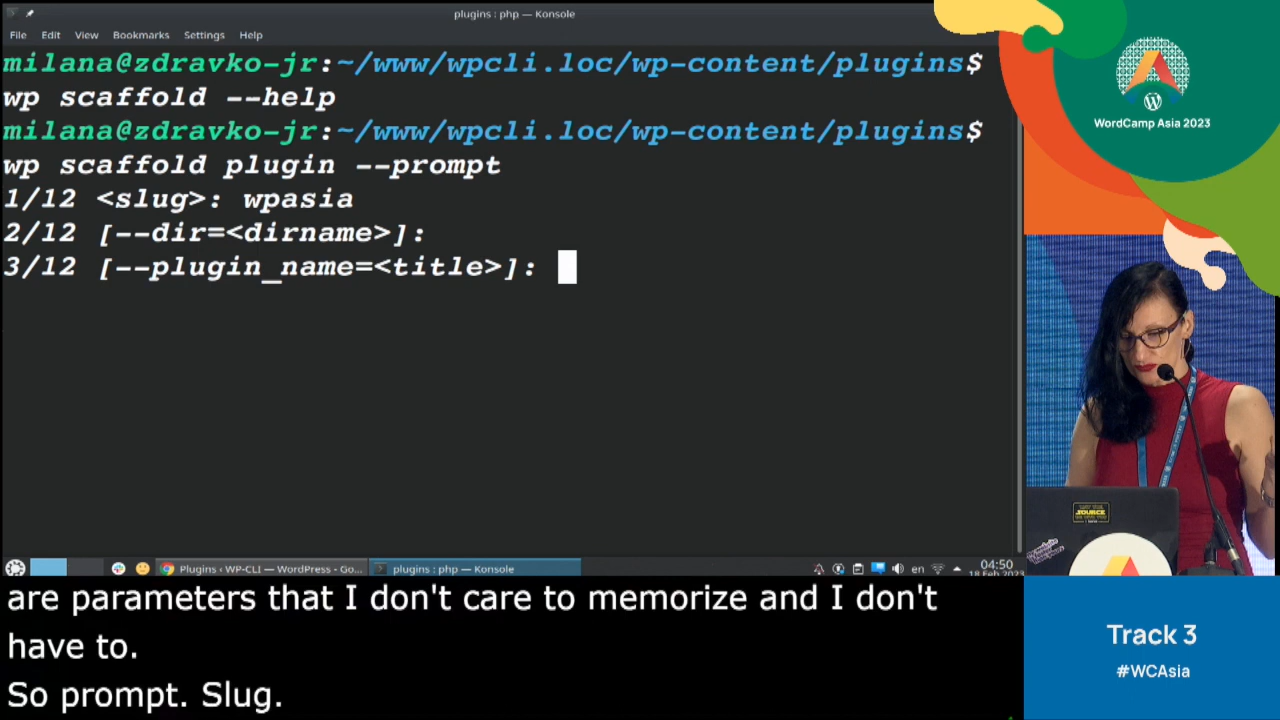 plugins : php — Konsole
File Edit View Bookmarks Settings Help
milana@zdravko-jr:~/www/wpcli.loc/wp-content/plugins$
wp scaffold --help
milana@zdravko-jr:~/www/wpcli.loc/wp-content/plugins$
wp scaffold plugin --prompt
1/12 <slug>: wpasia
2/12 [--dir=<dirname>]:
3/12 [--plugin_name=<title>]:
Plugins ‹ WP-CLI — WordPress - Go...
plugins : php — Konsole
en
04:50
18 Feb 2023
WordCamp Asia 2023
SOURCE
are parameters that I don't care to memorize and I don't
have to.
So prompt. Slug.
Track 3
#WCAsia